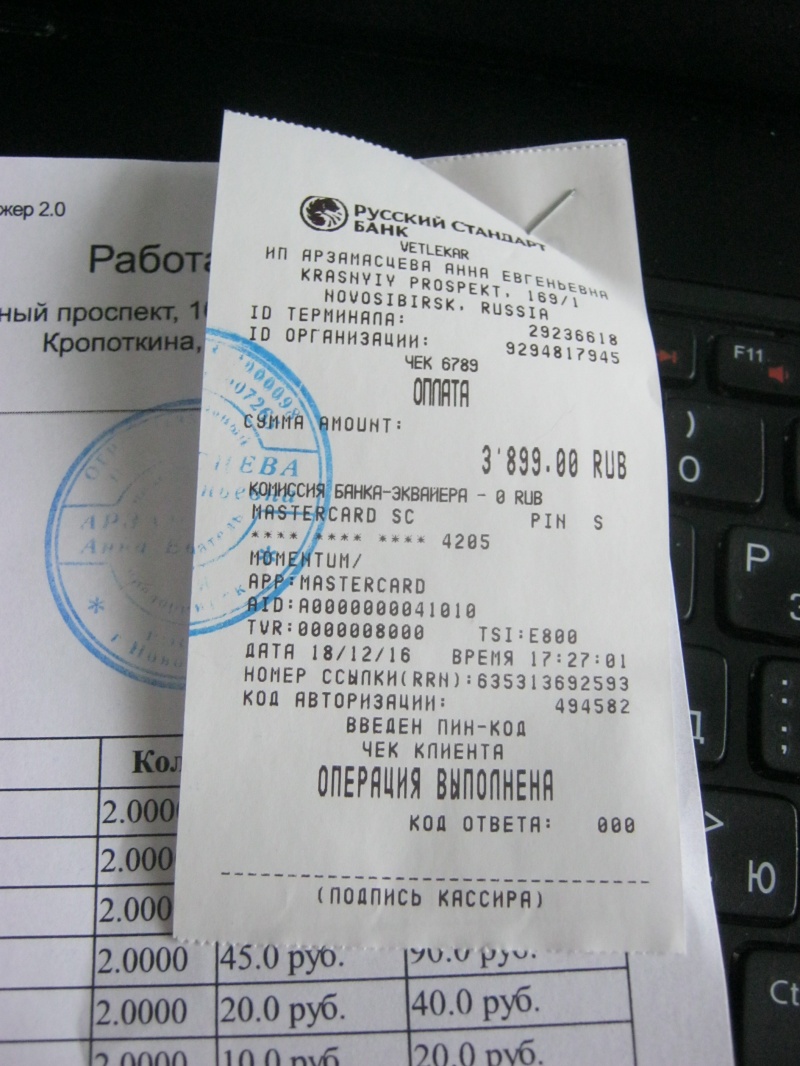 жер 2.0
Работа
ный проспект, 16
Кропоткина,
РУССКИЙ СТАНДАРТ
БАНК
VETLEKAR
ИП АРЗАМАСЦЕВА АННА ЕВГЕНЬЕВНА
KRASNYIY PROSPEKT, 169/1
NOVOSIBIRSK, RUSSIA
ID ТЕРМИНАЛА: 29236618
ID ОРГАНИЗАЦИИ: 9294817945
ЧЕК 6789
ОПЛАТА
СУММА AMOUNT:
3'899.00 RUB
КОМИССИЯ БАНКА-ЭКВАЙЕРА - 0 RUB
MASTERCARD SC PIN S
**** **** **** 4205
MOMENTUM/
APP:MASTERCARD
AID:A0000000041010
TVR:0000008000 TSI:E800
ДАТА 18/12/16 ВРЕМЯ 17:27:01
НОМЕР ССЫЛКИ(RRN):635313692593
КОД АВТОРИЗАЦИИ: 494582
ВВЕДЕН ПИН-КОД
ЧЕК КЛИЕНТА
ОПЕРАЦИЯ ВЫПОЛНЕНА
КОД ОТВЕТА: 000
(ПОДПИСЬ КАССИРА)
Кол
2.0000
2.000
2.000
2.0000 45.0 руб. 90.0 руб.
2.0000 20.0 руб. 40.0 руб.
2.0000 10.0 руб. 20.0 руб.
F11
)
O
Р
З
Д
:
;
>
Ю
Ct